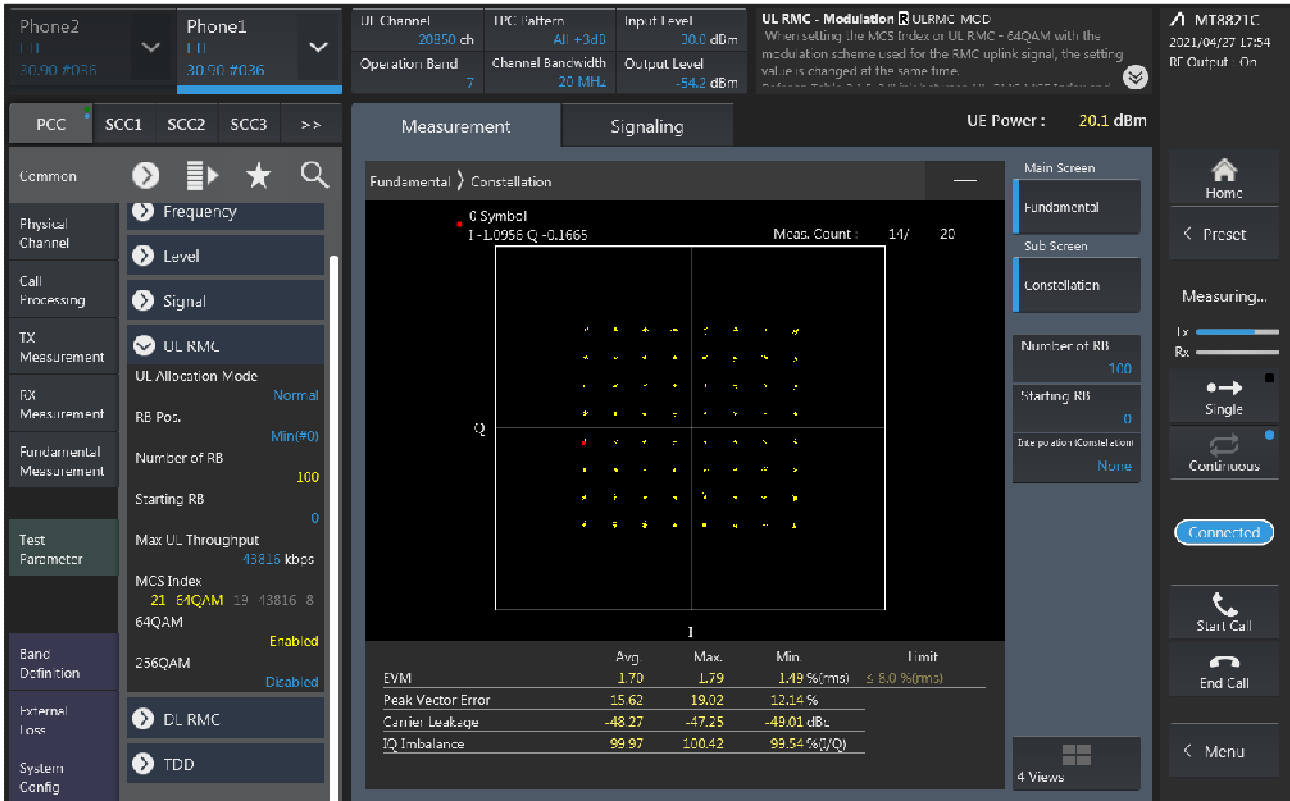 Phone2
30.90 #036
Phone1
30.90 #036
UL Channel
20850 ch
Operation Band
7
TPC Pattern
All +3dB
Channel Bandwidth
20 MHz
Input Level
30.0 dBm
Output Level
-54.2 dBm
UL RMC - Modulation R ULRMC_MOD
When setting the MCS Index or UL RMC - 64QAM with the
modulation scheme used for the RMC uplink signal, the setting
value is changed at the same time.
MT8821C
2021/04/27 17:54
RF Output : On
PCC
SCC1
SCC2
SCC3
>>
Measurement
Signaling
UE Power : 20.1 dBm
Common
Physical
Channel
Call
Processing
TX
Measurement
RX
Measurement
Fundamental
Measurement
Test
Parameter
Band
Definition
External
Loss
System
Config
Frequency
Level
Signal
UL RMC
UL Allocation Mode
Normal
RB Pos.
Min(#0)
Number of RB
100
Starting RB
0
Max UL Throughput
43816 kbps
MCS Index
21 64QAM 19 43816 8
64QAM
Enabled
256QAM
Disabled
DL RMC
TDD
Fundamental
Constellation
0 Symbol
I -1.0956 Q -0.1665
Meas. Count : 14/ 20
Q
I
Avg. Max. Min. Limit
EVM 1.70 1.79 1.49 %(rms) ≤ 8.0 %(rms)
Peak Vector Error 15.62 19.02 12.14 %
Carrier Leakage -48.27 -47.25 -49.01 dBc
IQ Imbalance 99.97 100.42 99.54 %(I/Q)
Main Screen
Fundamental
Sub Screen
Constellation
Number of RB
100
Starting RB
0
Interpolation(Constellation)
None
4 Views
Home
< Preset
Measuring...
Tx
Rx
Single
Continuous
Connected
Start Call
End Call
< Menu